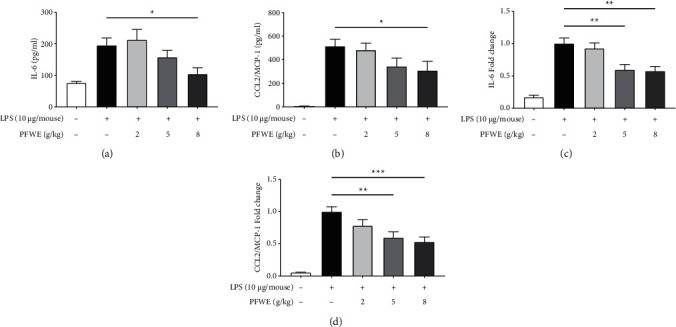 *
300
200
100
0
IL-6 (pg/ml)
LPS (10 µg/mouse) – + + + +
PFWE (g/kg) – – 2 5 8
(a)
*
800
600
400
200
0
CCL2/MCP-1 (pg/ml)
LPS (10 µg/mouse) – + + + +
PFWE (g/kg) – – 2 5 8
(b)
**
**
1.5
1.0
0.5
0.0
IL-6 Fold change
LPS (10 µg/mouse) – + + + +
PFWE (g/kg) – – 2 5 8
(c)
***
**
1.5
1.0
0.5
0.0
CCL2/MCP-1 Fold change
LPS (10 µg/mouse) – + + + +
PFWE (g/kg) – – 2 5 8
(d)